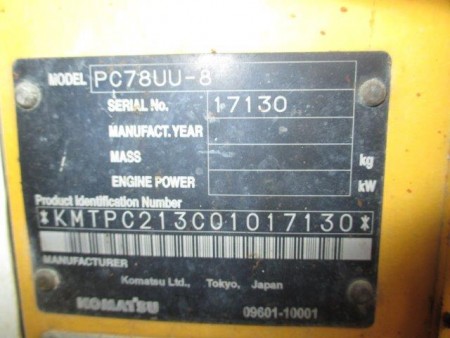 MODEL PC78UU-8
SERIAL No. 17130
MANUFACT. YEAR
MASS kg
ENGINE POWER kW
Product Identification Number
*KMTPC213C01017130*
MANUFACTURER
Komatsu Ltd., Tokyo, Japan
KOMATSU 09601-10001